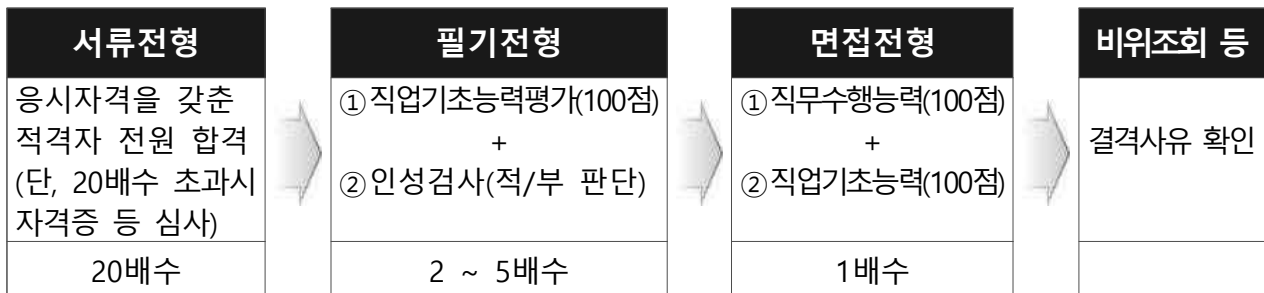 서류전형
응시자격을 갖춘
적격자 전원 합격
(단, 20배수 초과시
자격증 등 심사)
20배수
필기전형
①직업기초능력평가(100점)
+
②인성검사(적/부 판단)
2 ~ 5배수
면접전형
①직무수행능력(100점)
+
②직업기초능력(100점)
1배수
비위조회 등
결격사유 확인